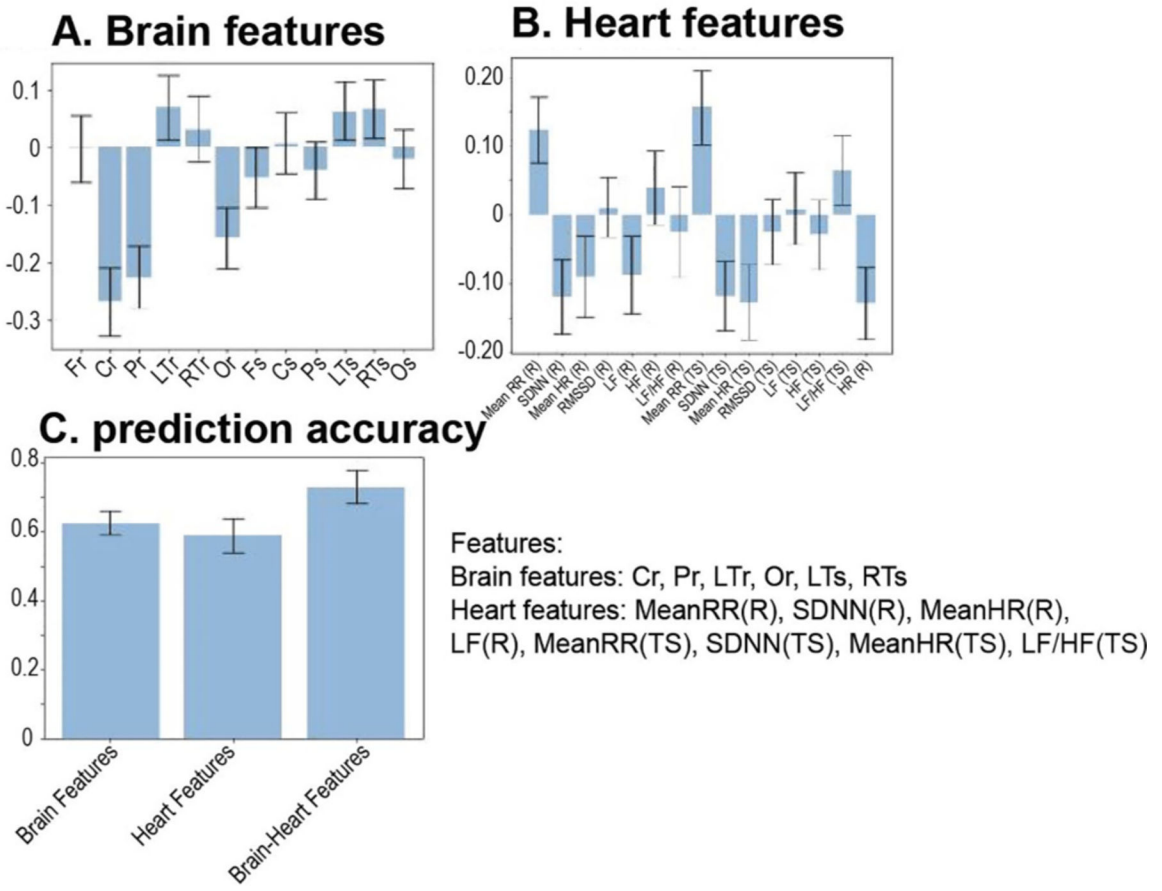 A. Brain features
0.1
0
-0.1
-0.2
-0.3
Fr
Cr
Pr
LTr
RTr
Or
Fs
Cs
Ps
LTs
RTs
Os
B. Heart features
0.20
0.10
0
-0.10
-0.20
Mean RR (R)
SDNN (R)
Mean HR (R)
RMSSD (R)
LF (R)
HF (R)
LF/HF (R)
Mean RR (TS)
SDNN (TS)
Mean HR (TS)
RMSSD (TS)
LF (TS)
HF (TS)
LF/HF (TS)
HR (R)
C. prediction accuracy
0.8
0.6
0.4
0.2
0
Brain Features
Heart Features
Brain-Heart Features
Features:
Brain features: Cr, Pr, LTr, Or, LTs, RTs
Heart features: MeanRR(R), SDNN(R), MeanHR(R),
LF(R), MeanRR(TS), SDNN(TS), MeanHR(TS), LF/HF(TS)